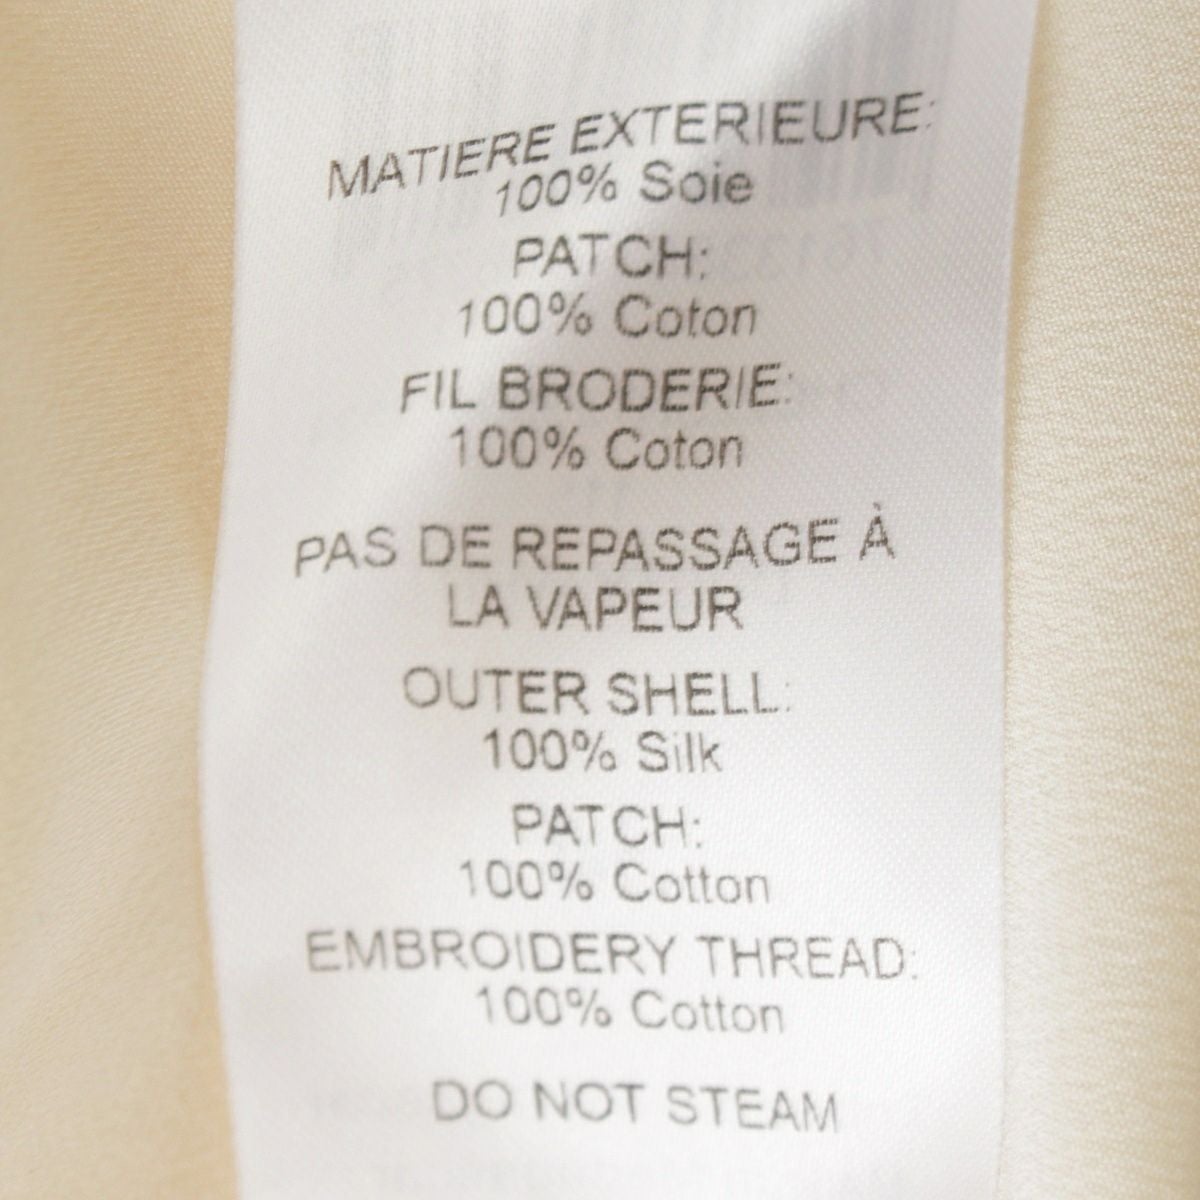 MATIERE EXTERIEURE:
100% Soie
PATCH:
100% Coton
FIL BRODERIE:
100% Coton
PAS DE REPASSAGE À
LA VAPEUR
OUTER SHELL:
100% Silk
PATCH:
100% Cotton
EMBROIDERY THREAD:
100% Cotton
DO NOT STEAM